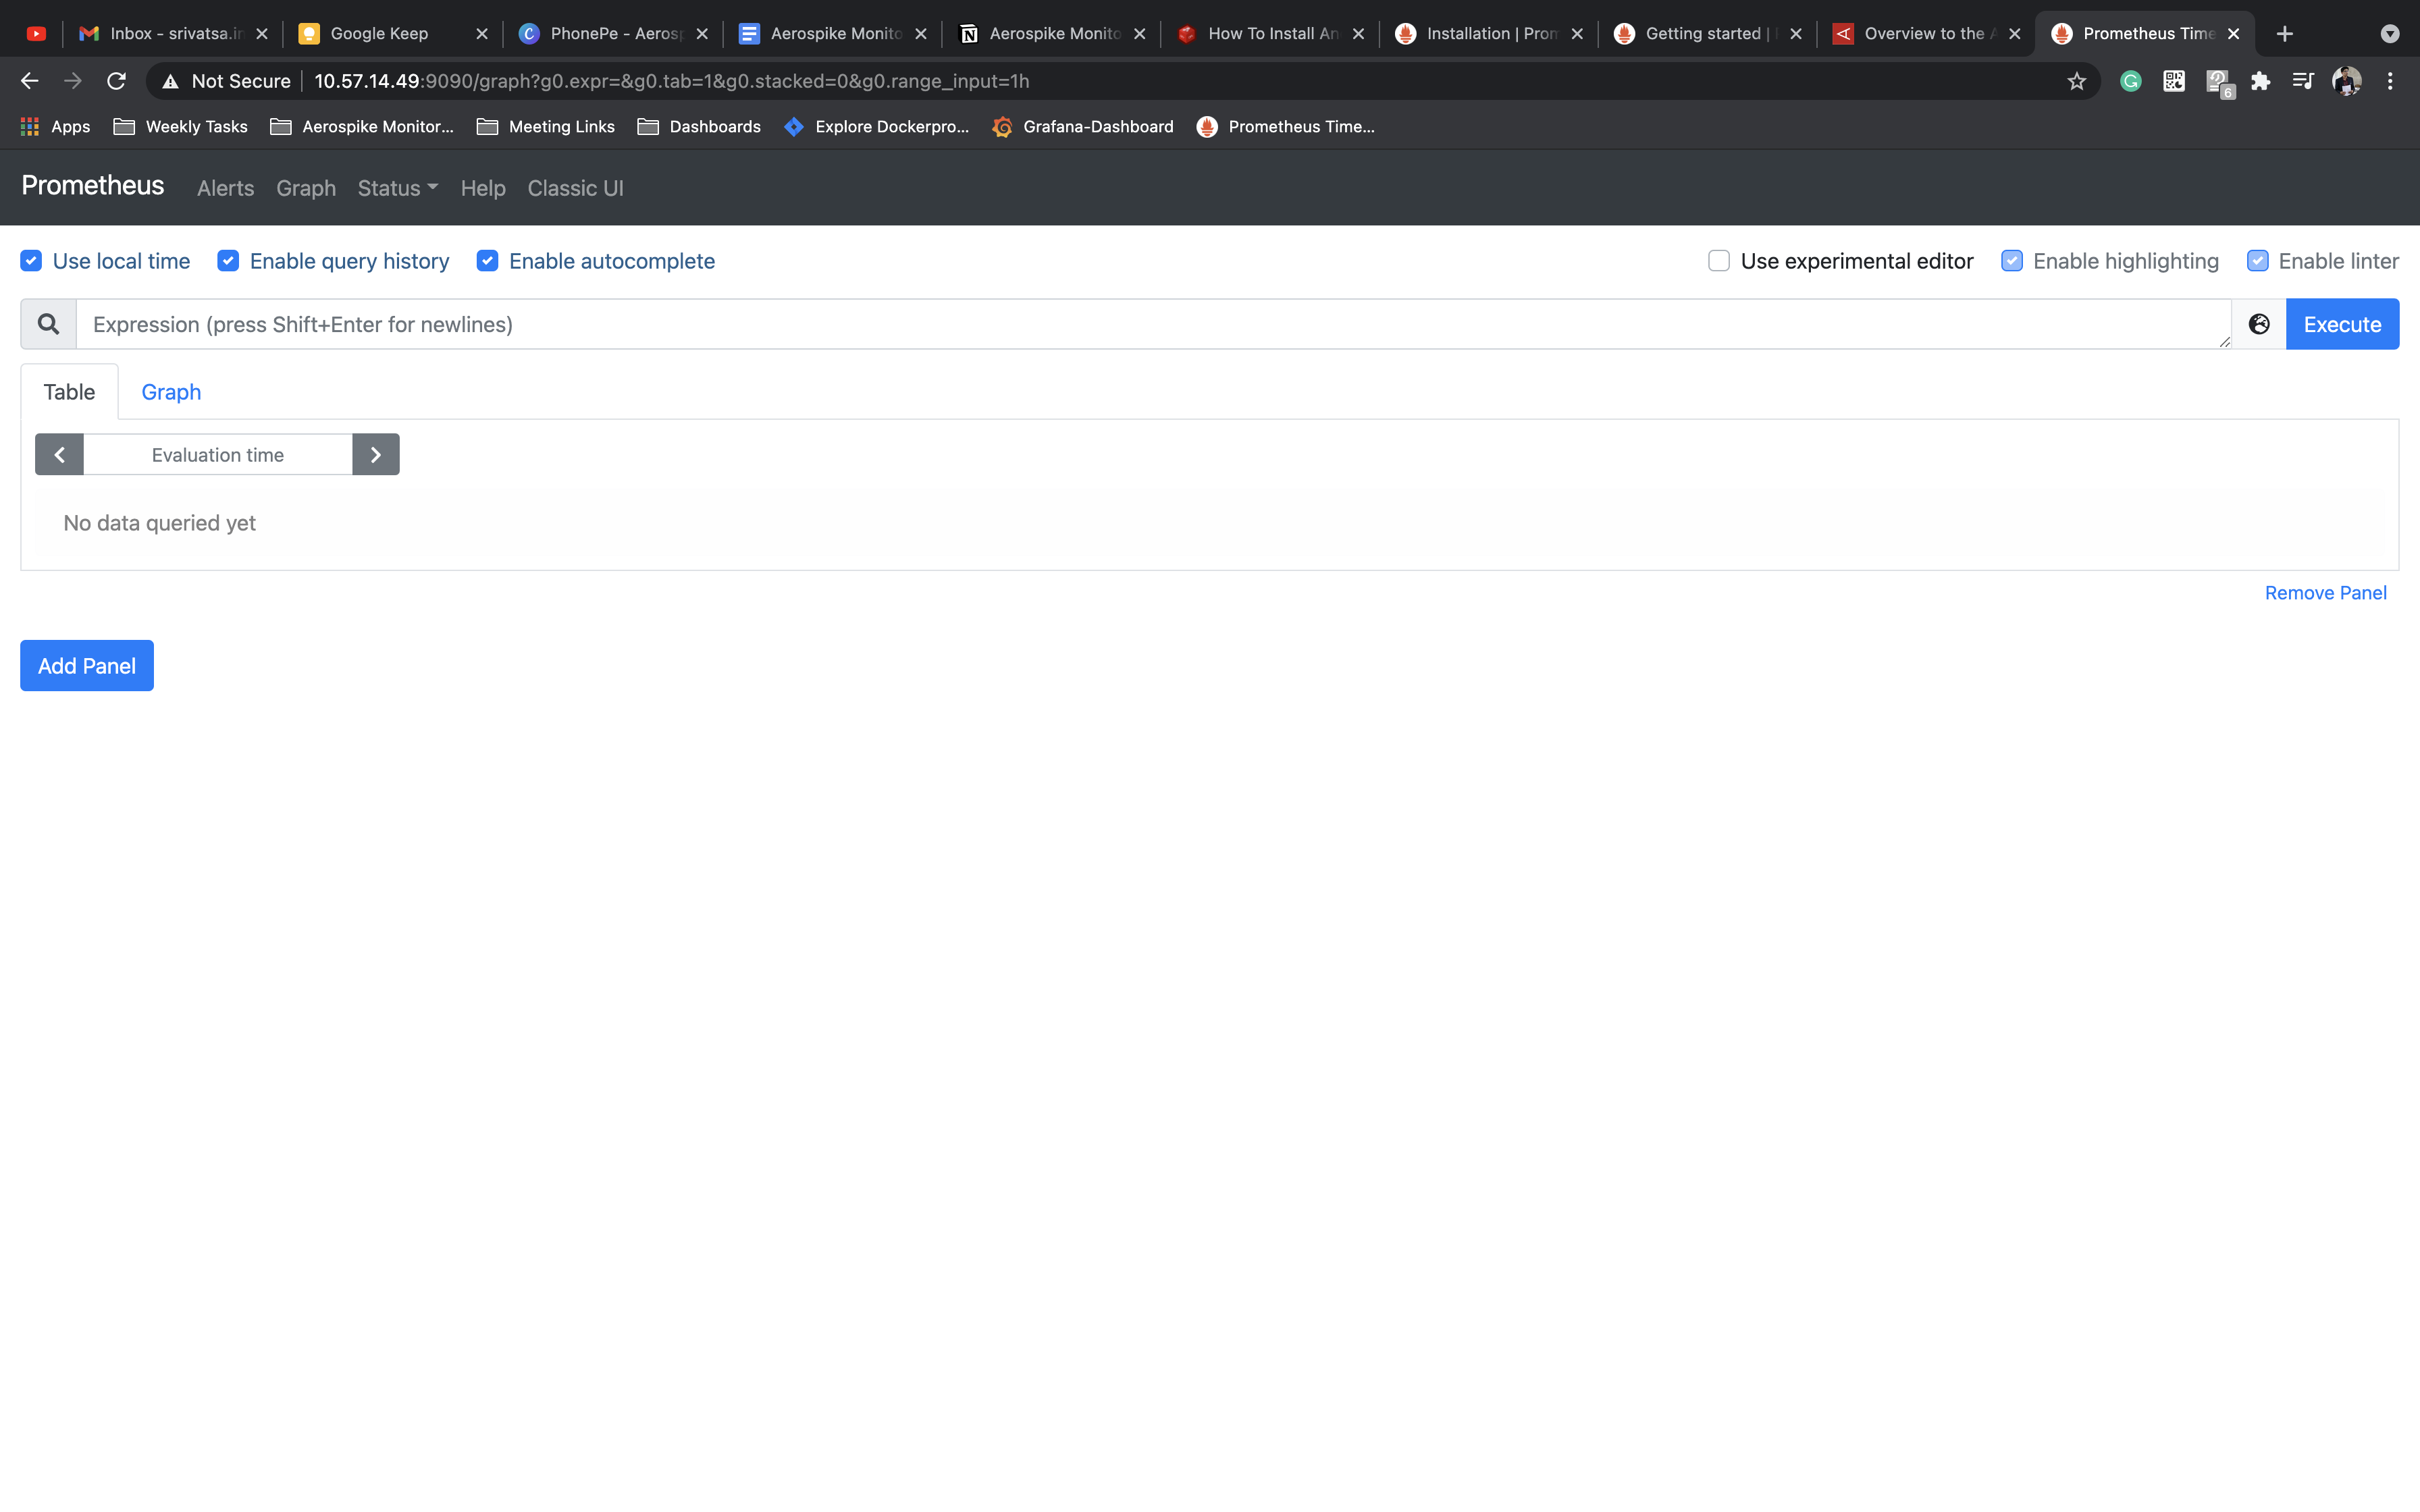 Inbox - srivatsa.in Google Keep PhonePe - Aerosp Aerospike Monito Aerospike Monito How To Install An Installation | Prom Getting started | Overview to the A Prometheus Time
Not Secure 10.57.14.49:9090/graph?g0.expr=&g0.tab=1&g0.stacked=0&g0.range_input=1h 6
Apps Weekly Tasks Aerospike Monitor... Meeting Links Dashboards Explore Dockerpro... Grafana-Dashboard Prometheus Time...
Prometheus Alerts Graph Status Help Classic UI
Use local time Enable query history Enable autocomplete Use experimental editor Enable highlighting Enable linter
Expression (press Shift+Enter for newlines) Execute
Table Graph
Evaluation time
No data queried yet
Remove Panel
Add Panel